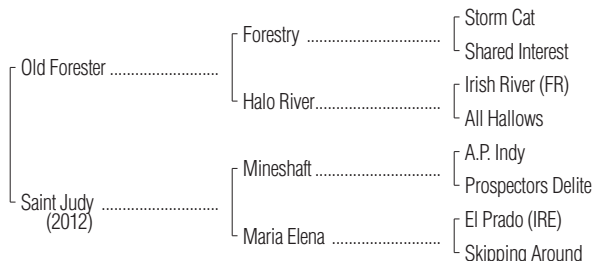 Storm Cat
Forestry ..............................
Shared Interest
Old Forester ........................
Irish River (FR)
Halo River............................
All Hallows
A.P. Indy
Mineshaft ............................
Prospectors Delite
Saint Judy ..........................
(2012)
El Prado (IRE)
Maria Elena ........................
Skipping Around